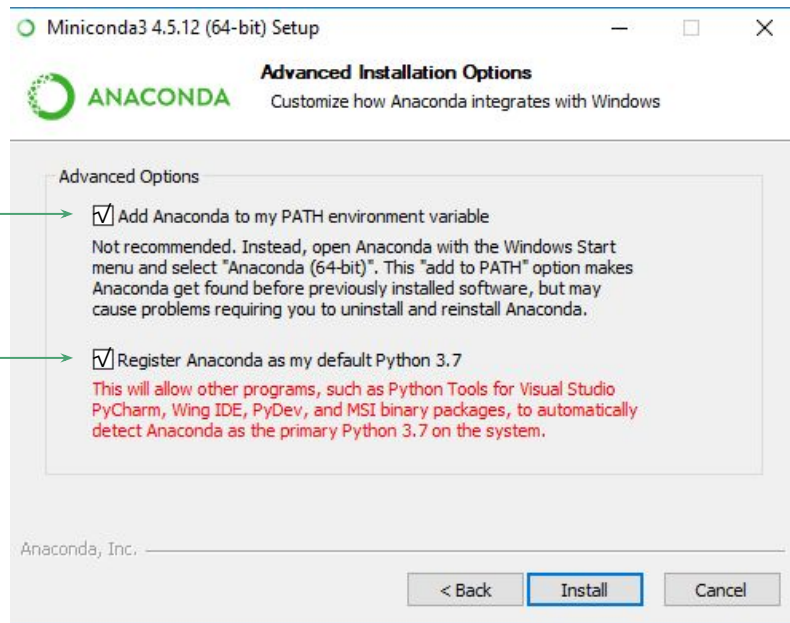 Miniconda3 4.5.12 (64-bit) Setup
ANACONDA
Advanced Installation Options
Customize how Anaconda integrates with Windows
Advanced Options
Add Anaconda to my PATH environment variable
Not recommended. Instead, open Anaconda with the Windows Start
menu and select "Anaconda (64-bit)". This "add to PATH" option makes
Anaconda get found before previously installed software, but may
cause problems requiring you to uninstall and reinstall Anaconda.
Register Anaconda as my default Python 3.7
This will allow other programs, such as Python Tools for Visual Studio
PyCharm, Wing IDE, PyDev, and MSI binary packages, to automatically
detect Anaconda as the primary Python 3.7 on the system.
Anaconda, Inc.
< Back Install Cancel